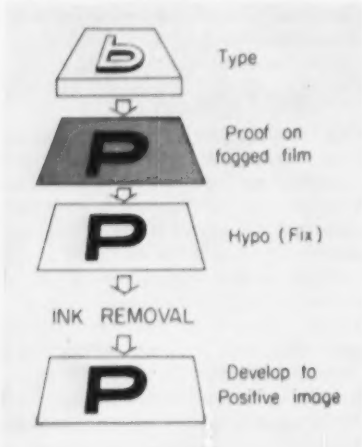 Type
P
Proof on
fogged film
P
Hypo (Fix)
INK REMOVAL
P
Develop to
Positive image